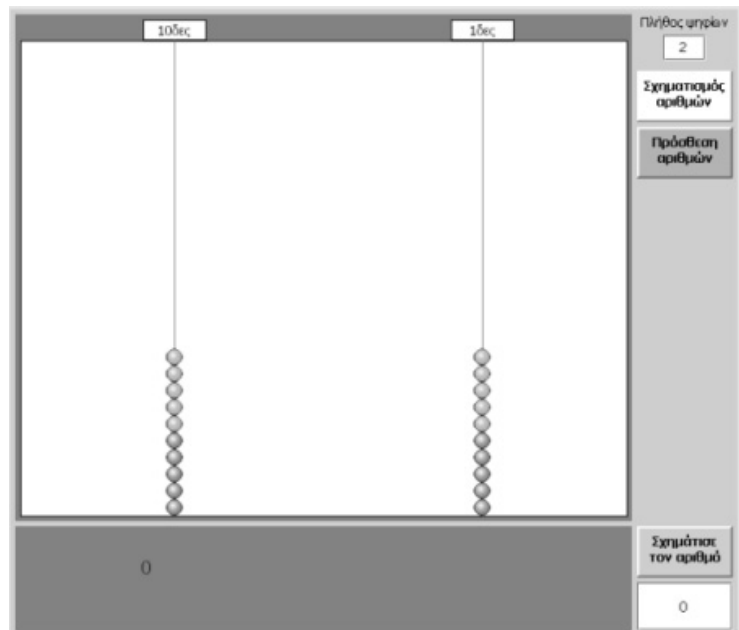 10δες
1δες
Πλήθος ψηφίων
2
Σχηματισμός
αριθμών
Πρόσθεση
αριθμών
0
Σχημάτισε
τον αριθμό
0